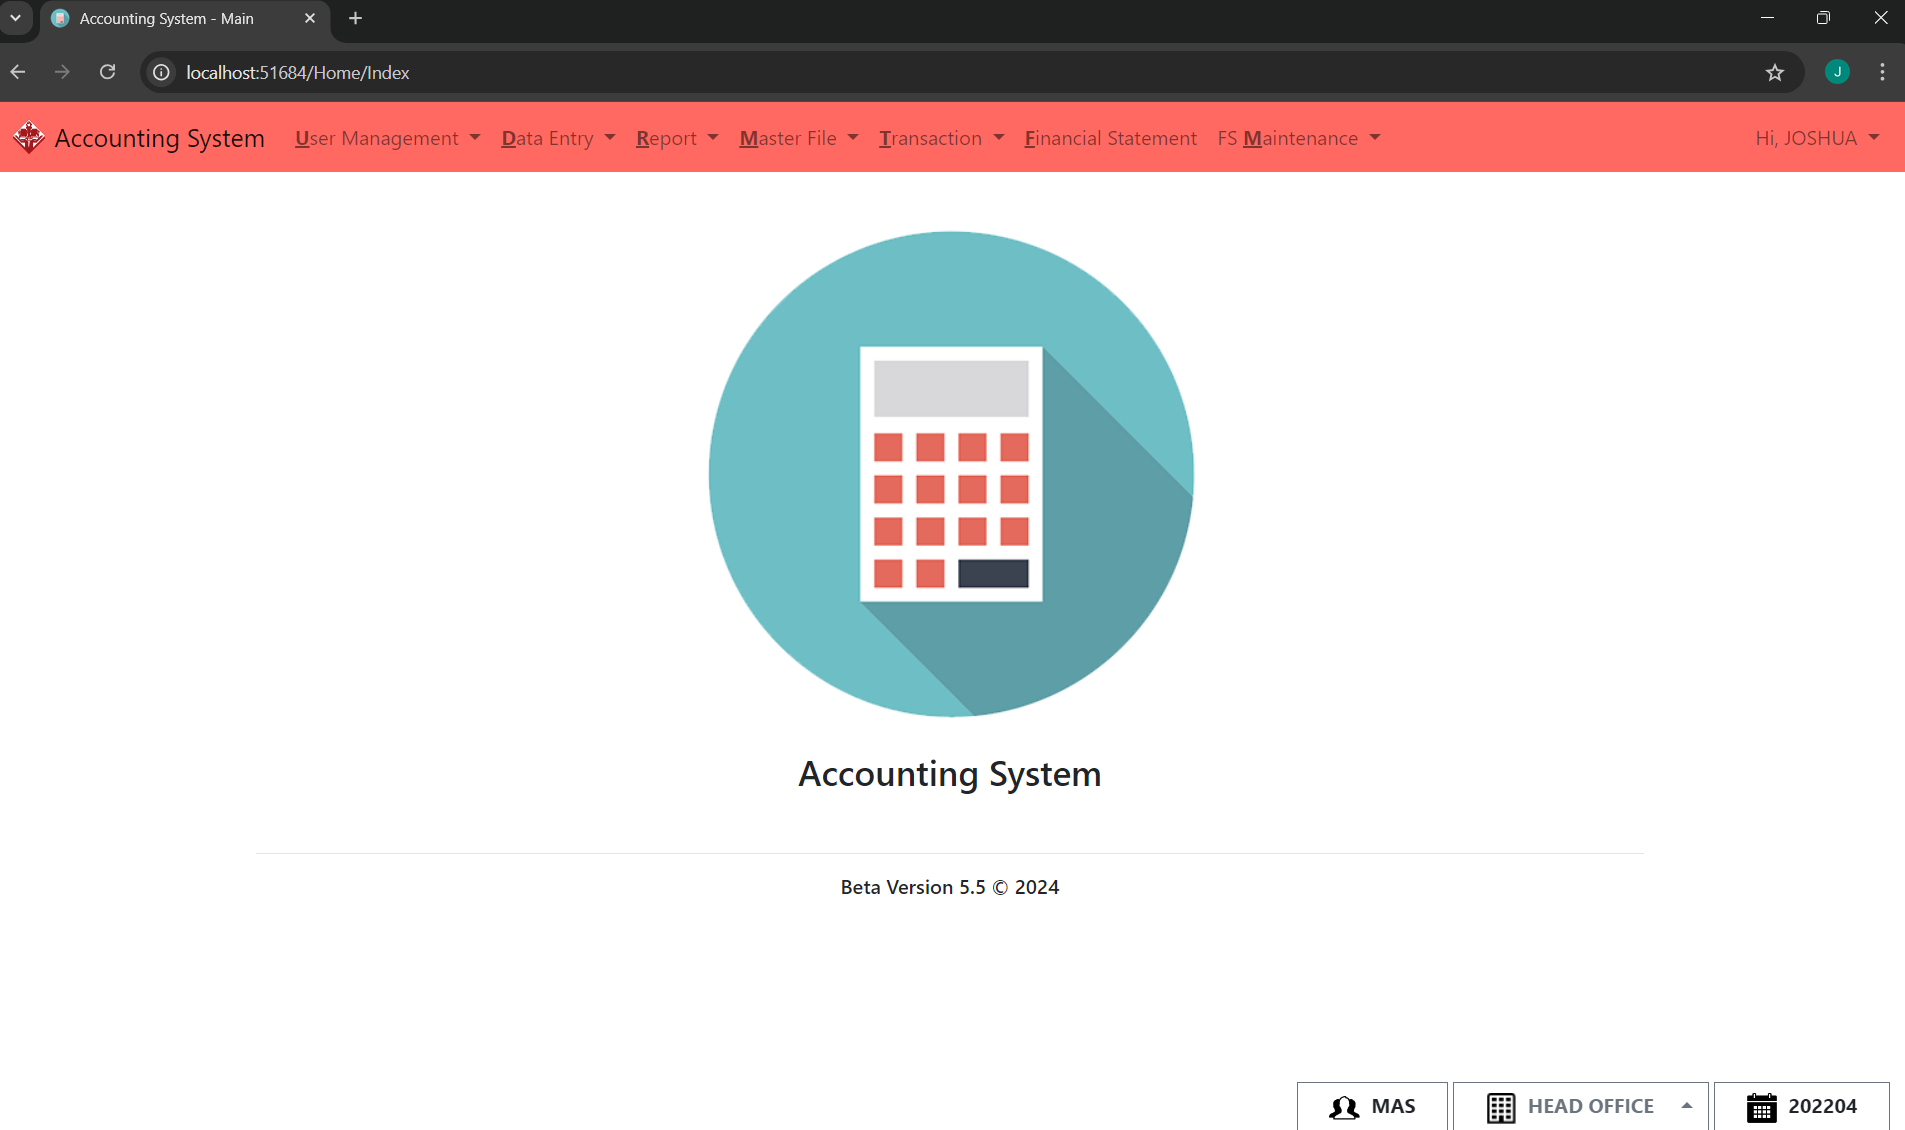 Accounting System - Main
localhost:51684/Home/Index
J
Accounting System User Management Data Entry Report Master File Transaction Financial Statement FS Maintenance Hi, JOSHUA
Accounting System
Beta Version 5.5 © 2024
MAS HEAD OFFICE 202204